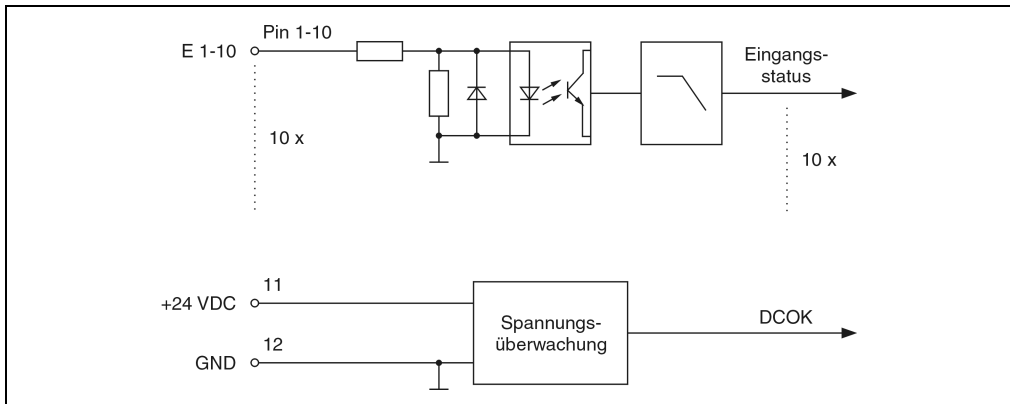 Pin 1-10
E 1-10
Eingangs-
status
10 x
10 x
11
+24 VDC
Spannungs-
überwachung
DCOK
12
GND